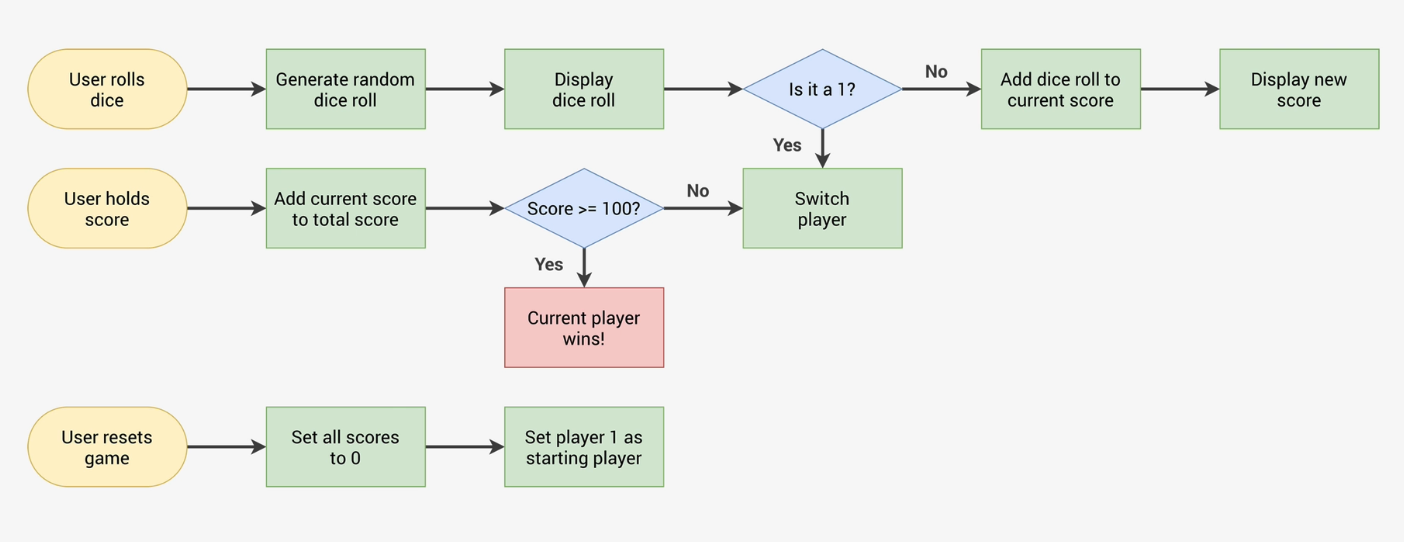 User rolls
dice
Generate random
dice roll
Display
dice roll
Is it a 1?
No
Add dice roll to
current score
Display new
score
Yes
User holds
score
Add current score
to total score
Score >= 100?
No
Switch
player
Yes
Current player
wins!
User resets
game
Set all scores
to 0
Set player 1 as
starting player